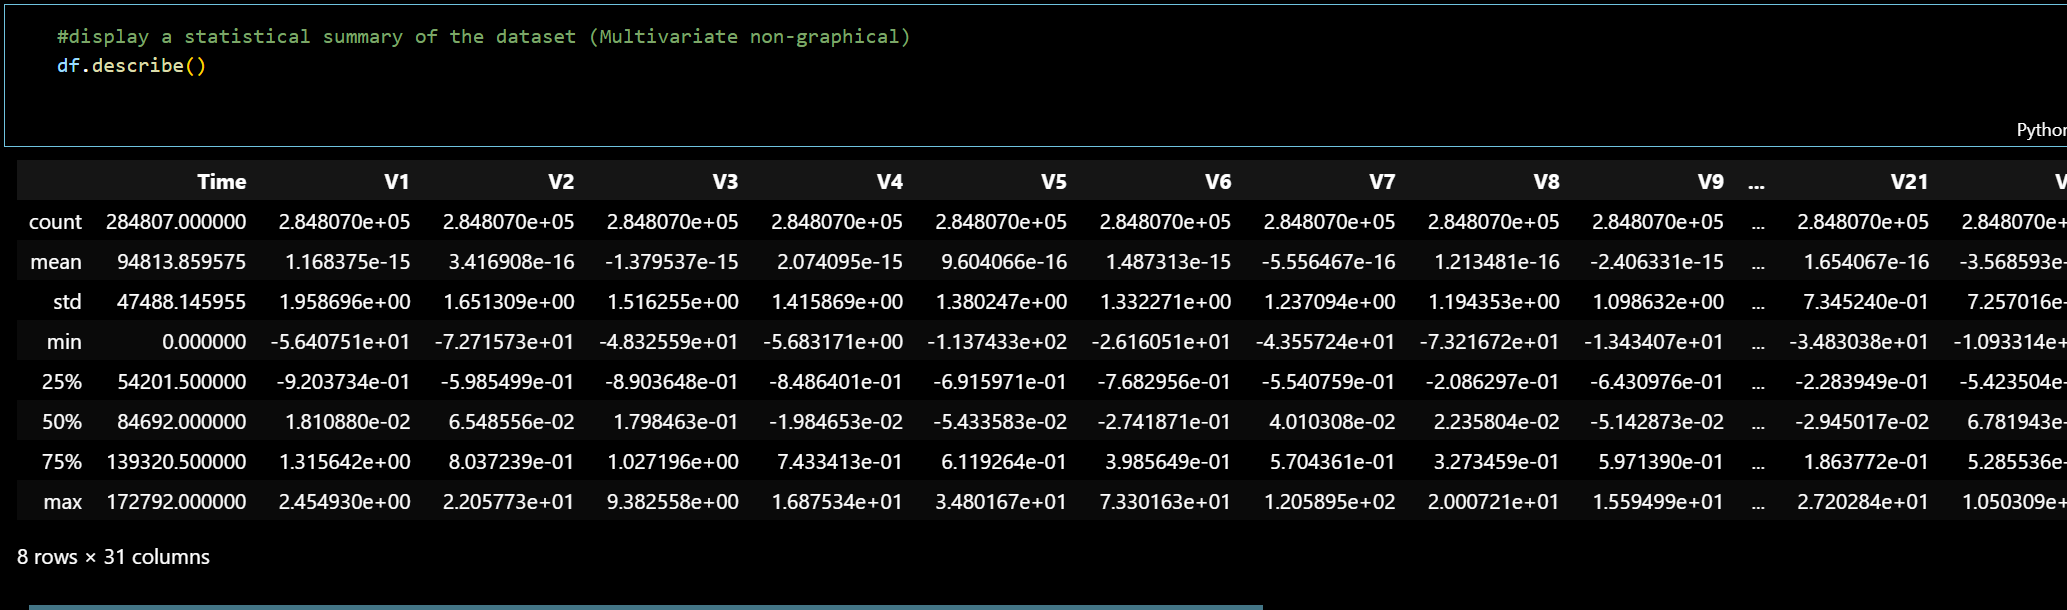 #display a statistical summary of the dataset (Multivariate non-graphical)
df.describe()
Time V1 V2 V3 V4 V5 V6 V7 V8 V9 ... V21
count 284807.000000 2.848070e+05 2.848070e+05 2.848070e+05 2.848070e+05 2.848070e+05 2.848070e+05 2.848070e+05 2.848070e+05 2.848070e+05 ... 2.848070e+05 2.848070e+
mean 94813.859575 1.168375e-15 3.416908e-16 -1.379537e-15 2.074095e-15 9.604066e-16 1.487313e-15 -5.556467e-16 1.213481e-16 -2.406331e-15 ... 1.654067e-16 -3.568593e-
std 47488.145955 1.958696e+00 1.651309e+00 1.516255e+00 1.415869e+00 1.380247e+00 1.332271e+00 1.237094e+00 1.194353e+00 1.098632e+00 ... 7.345240e-01 7.257016e-
min 0.000000 -5.640751e+01 -7.271573e+01 -4.832559e+01 -5.683171e+00 -1.137433e+02 -2.616051e+01 -4.355724e+01 -7.321672e+01 -1.343407e+01 ... -3.483038e+01 -1.093314e+
25% 54201.500000 -9.203734e-01 -5.985499e-01 -8.903648e-01 -8.486401e-01 -6.915971e-01 -7.682956e-01 -5.540759e-01 -2.086297e-01 -6.430976e-01 ... -2.283949e-01 -5.423504e-
50% 84692.000000 1.810880e-02 6.548556e-02 1.798463e-01 -1.984653e-02 -5.433583e-02 -2.741871e-01 4.010308e-02 2.235804e-02 -5.142873e-02 ... -2.945017e-02 6.781943e-
75% 139320.500000 1.315642e+00 8.037239e-01 1.027196e+00 7.433413e-01 6.119264e-01 3.985649e-01 5.704361e-01 3.273459e-01 5.971390e-01 ... 1.863772e-01 5.285536e-
max 172792.000000 2.454930e+00 2.205773e+01 9.382558e+00 1.687534e+01 3.480167e+01 7.330163e+01 1.205895e+02 2.000721e+01 1.559499e+01 ... 2.720284e+01 1.050309e+
8 rows × 31 columns